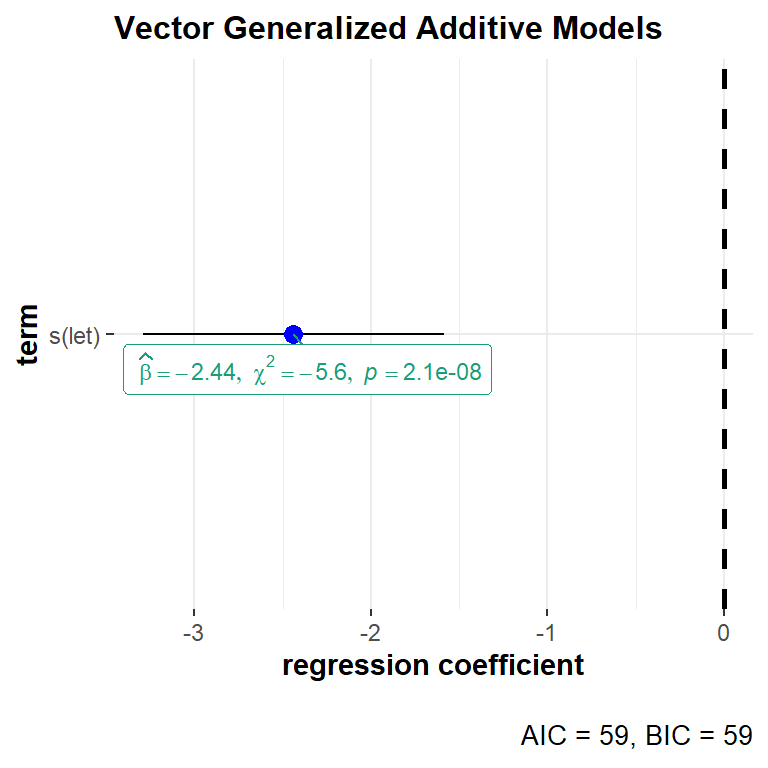 Vector Generalized Additive Models
term
s(let)
β̂ = −2.44, χ² = −5.6, p = 2.1e-08
-3 -2 -1 0
regression coefficient
AIC = 59, BIC = 59